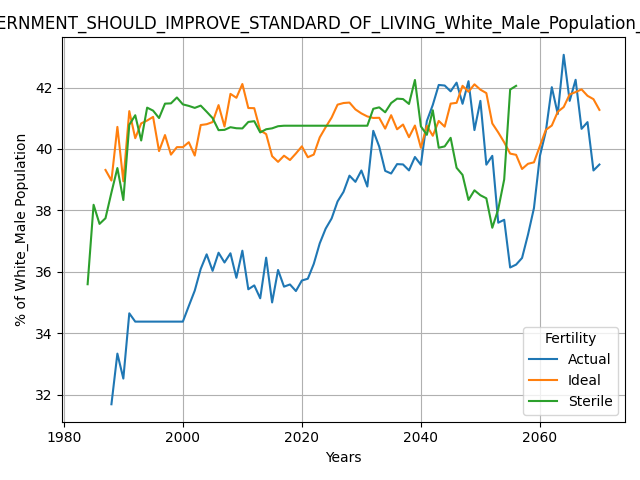 ERNMENT_SHOULD_IMPROVE_STANDARD_OF_LIVING_White_Male_Population_
% of White_Male Population
42
40
38
36
34
32
1980
2000
2020
2040
2060
Years
Fertility
Actual
Ideal
Sterile